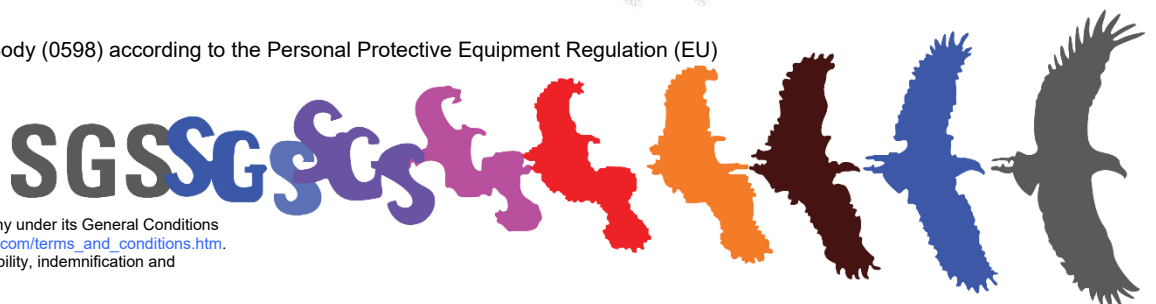 ody (0598) according to the Personal Protective Equipment Regulation (EU)
SGSSGSSGS
ny under its General Conditions
com/terms_and_conditions.htm.
bility, indemnification and